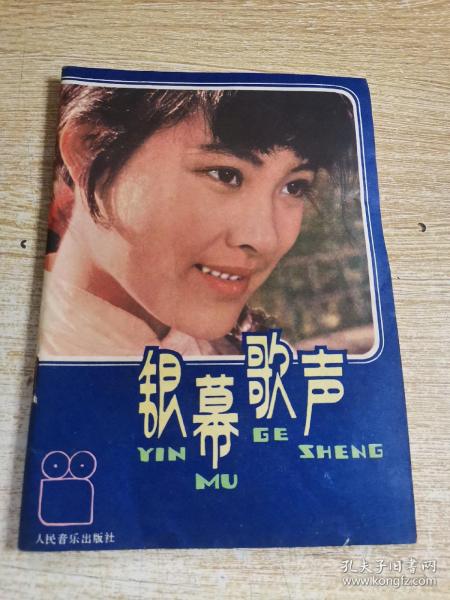 银幕歌声
YIN MU GE SHENG
人民音乐出版社
孔夫子旧书网
www.kongfz.com